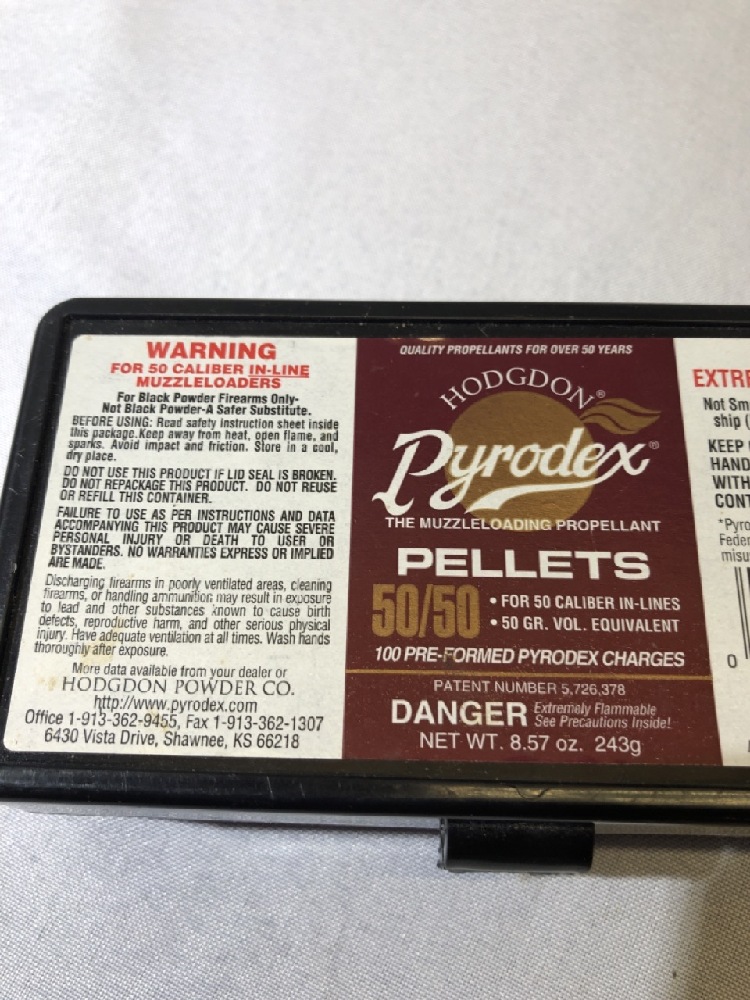 WARNING
FOR 50 CALIBER IN-LINE
MUZZLELOADERS
For Black Powder Firearms Only-
Not Black Powder-A Safer Substitute.
BEFORE USING: Read safety instruction sheet inside
this package. Keep away from heat, open flame, and
sparks. Avoid impact and friction. Store in a cool,
dry place.
DO NOT USE THIS PRODUCT IF LID SEAL IS BROKEN.
DO NOT REPACKAGE THIS PRODUCT. DO NOT REUSE
OR REFILL THIS CONTAINER.
FAILURE TO USE AS PER INSTRUCTIONS AND DATA
ACCOMPANYING THIS PRODUCT MAY CAUSE SEVERE
PERSONAL INJURY OR DEATH TO USER OR
BYSTANDERS. NO WARRANTIES EXPRESS OR IMPLIED
ARE MADE.
Discharging firearms in poorly ventilated areas, cleaning
firearms, or handling ammunition may result in exposure
to lead and other substances known to cause birth
defects, reproductive harm, and other serious physical
injury. Have adequate ventilation at all times. Wash hands
thoroughly after exposure.
More data available from your dealer or
HODGDON POWDER CO.
http://www.pyrodex.com
Office 1-913-362-9455, Fax 1-913-362-1307
6430 Vista Drive, Shawnee, KS 66218
QUALITY PROPELLANTS FOR OVER 50 YEARS
HODGDON®
Pyrodex®
THE MUZZLELOADING PROPELLANT
PELLETS
50/50
• FOR 50 CALIBER IN-LINES
• 50 GR. VOL. EQUIVALENT
100 PRE-FORMED PYRODEX CHARGES
PATENT NUMBER 5,726,378
DANGER Extremely Flammable
See Precautions Inside!
NET WT. 8.57 oz. 243g
EXTR
Not Sm
ship (
KEEP
HAND
WITH
CONT
*Pyro
Feder
misu
0